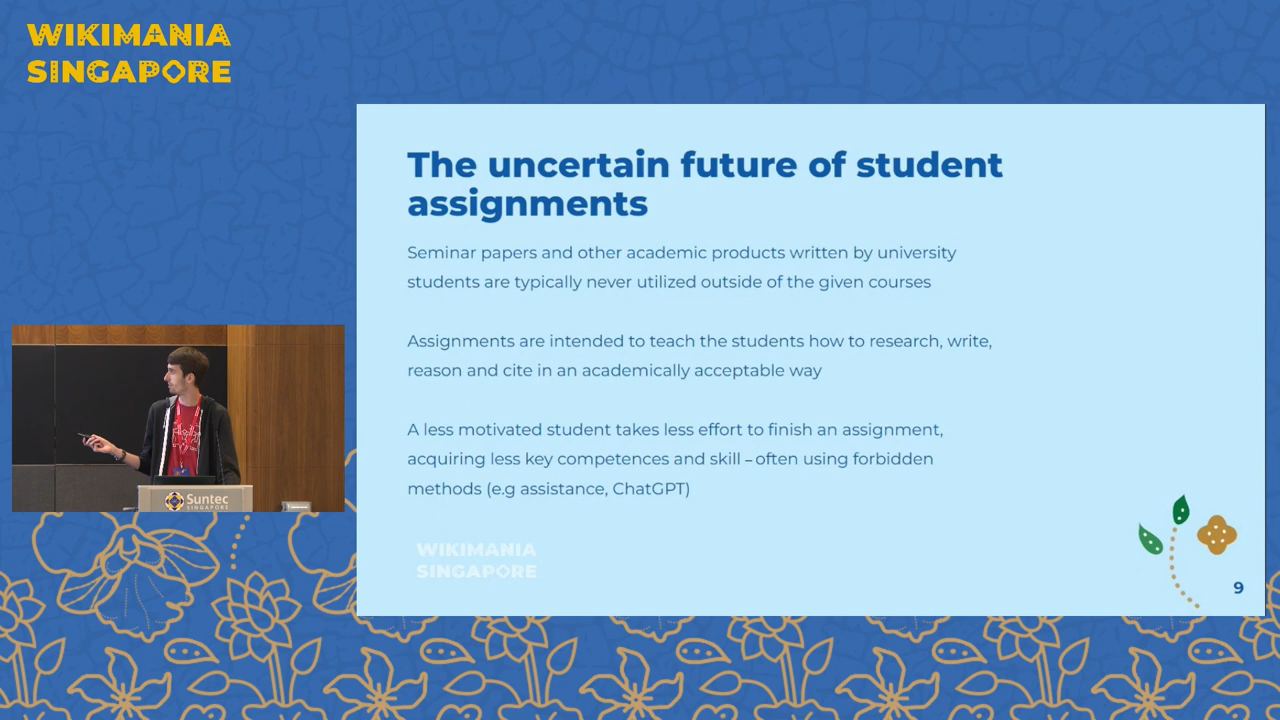 WIKIMANIA
SINGAPORE
The uncertain future of student
assignments
Seminar papers and other academic products written by university
students are typically never utilized outside of the given courses
Assignments are intended to teach the students how to research, write,
reason and cite in an academically acceptable way
A less motivated student takes less effort to finish an assignment,
acquiring less key competences and skill – often using forbidden
methods (e.g assistance, ChatGPT)
WIKIMANIA
SINGAPORE
9
Suntec
SINGAPORE